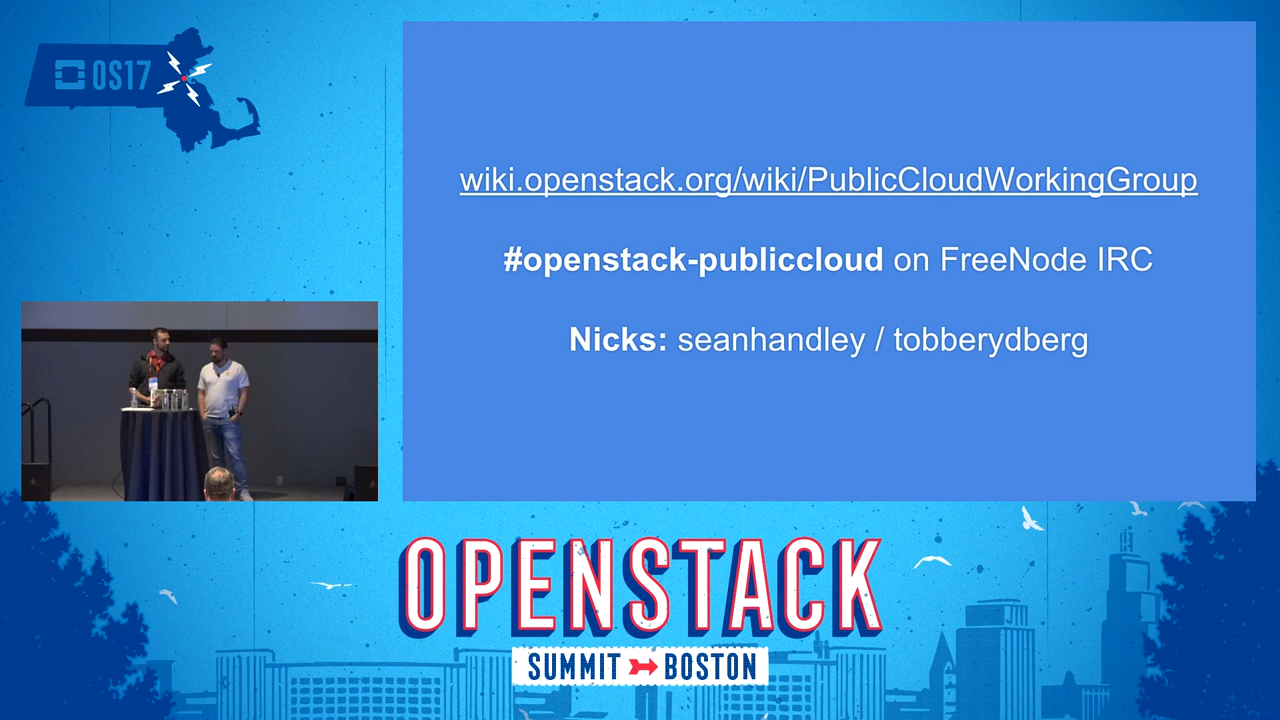 OS17
wiki.openstack.org/wiki/PublicCloudWorkingGroup
#openstack-publiccloud on FreeNode IRC
Nicks: seanhandley / tobberydberg
OPENSTACK
SUMMIT BOSTON